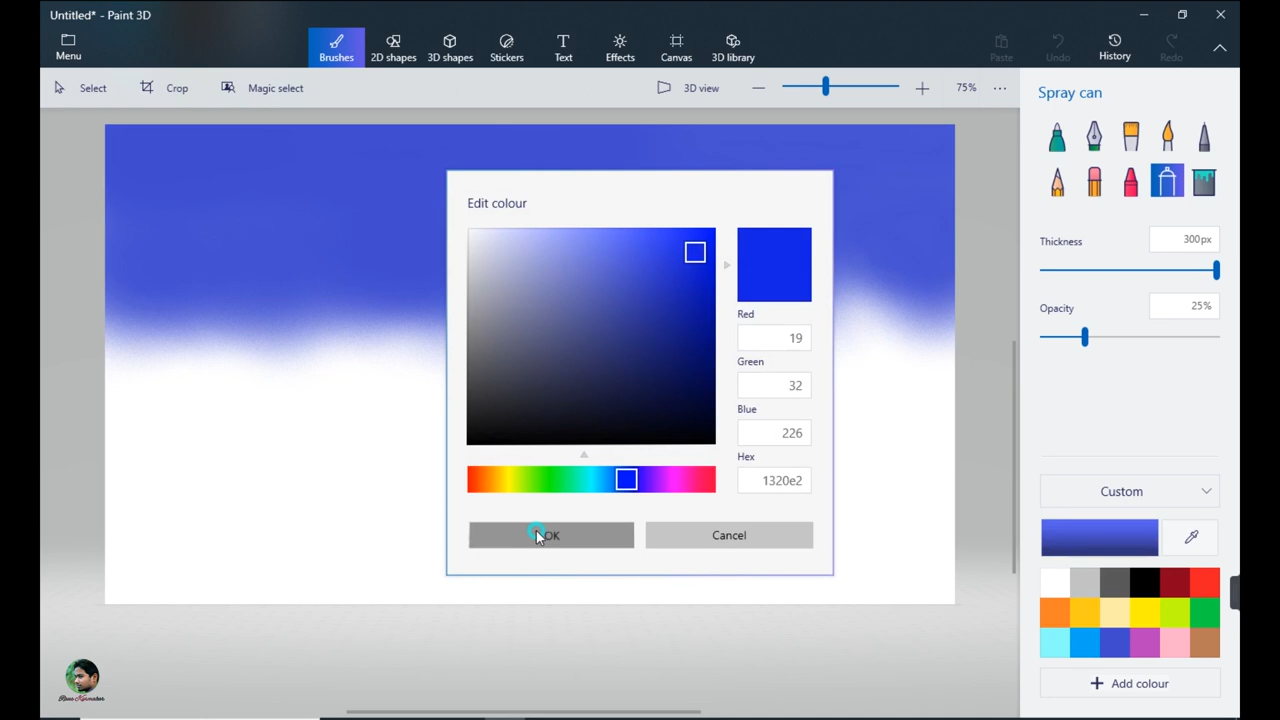 Untitled* - Paint 3D
Menu
Brushes
2D shapes
3D shapes
Stickers
Text
Effects
Canvas
3D library
Paste
Undo
History
Redo
Select
Crop
Magic select
3D view
75%
Spray can
Thickness
300px
Opacity
25%
Edit colour
Red
19
Green
32
Blue
226
Hex
1320e2
OK
Cancel
Custom
Add colour